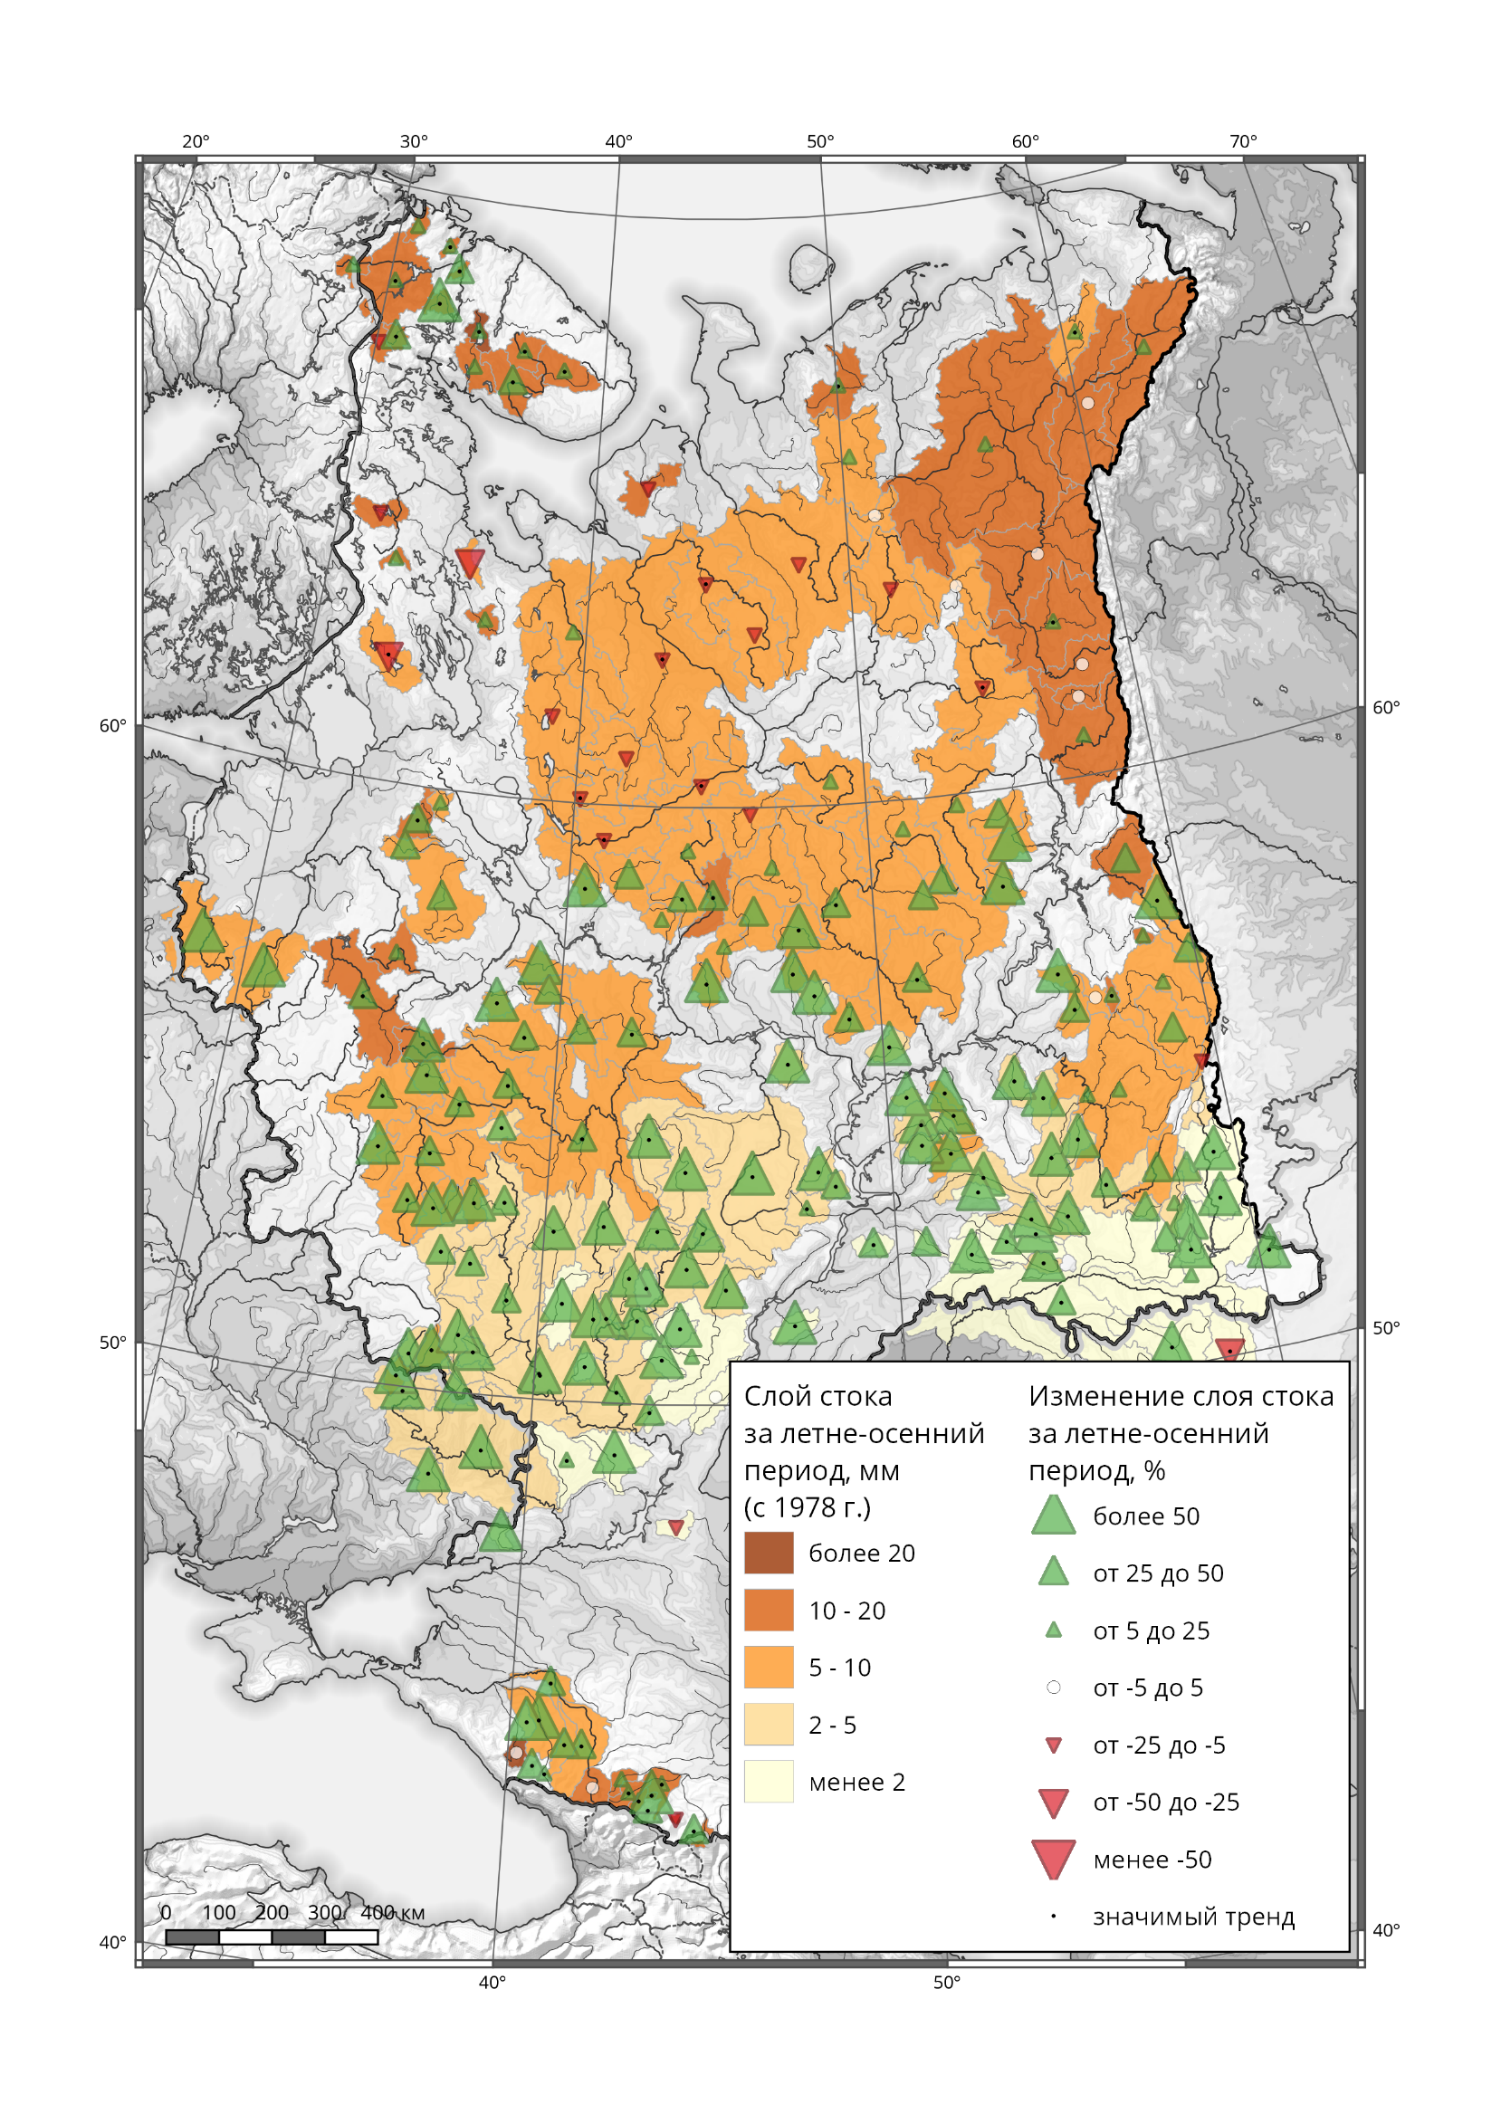 20° 30° 40° 50° 60° 70°
60° 60°
50° 50°
Слой стока
за летне-осенний
период, мм
(с 1978 г.)
более 20
10 - 20
5 - 10
2 - 5
менее 2
Изменение слоя стока
за летне-осенний
период, %
более 50
от 25 до 50
от 5 до 25
от -5 до 5
от -25 до -5
от -50 до -25
менее -50
значимый тренд
0 100 200 300 400 км
40° 40°
40° 50°